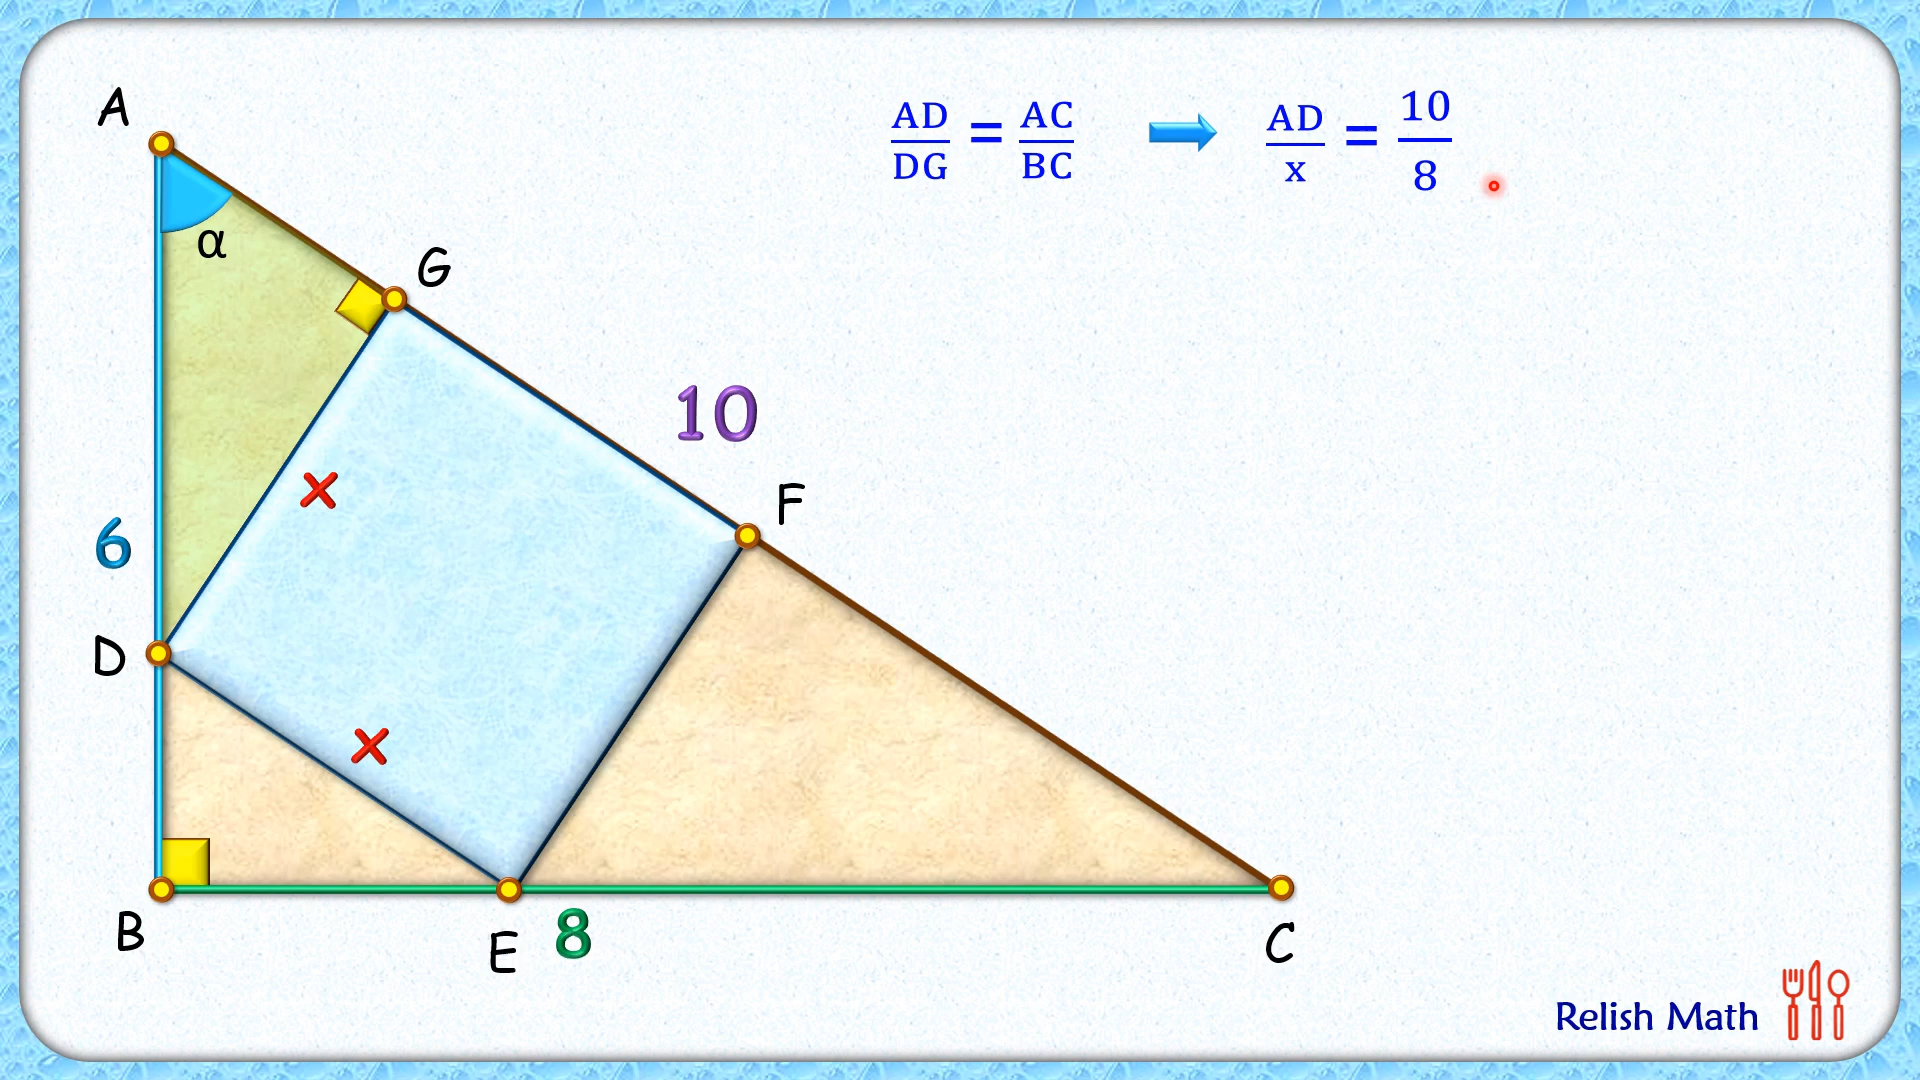 A
AD/DG = AC/BC
AD/x = 10/8
α
G
10
F
x
6
D
x
B
E
8
C
Relish Math